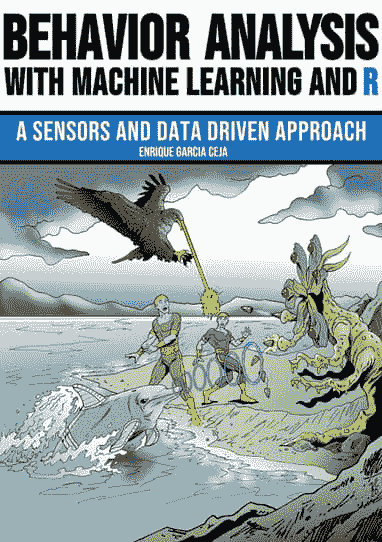 BEHAVIOR ANALYSIS
WITH MACHINE LEARNING AND R
A SENSORS AND DATA DRIVEN APPROACH
ENRIQUE GARCIA CEJA